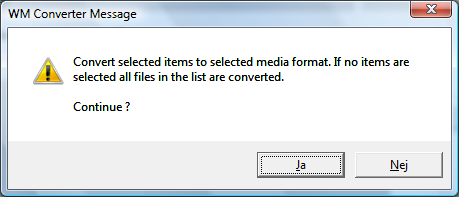 WM Converter Message
Convert selected items to selected media format. If no items are
selected all files in the list are converted.
Continue ?
Ja
Nej